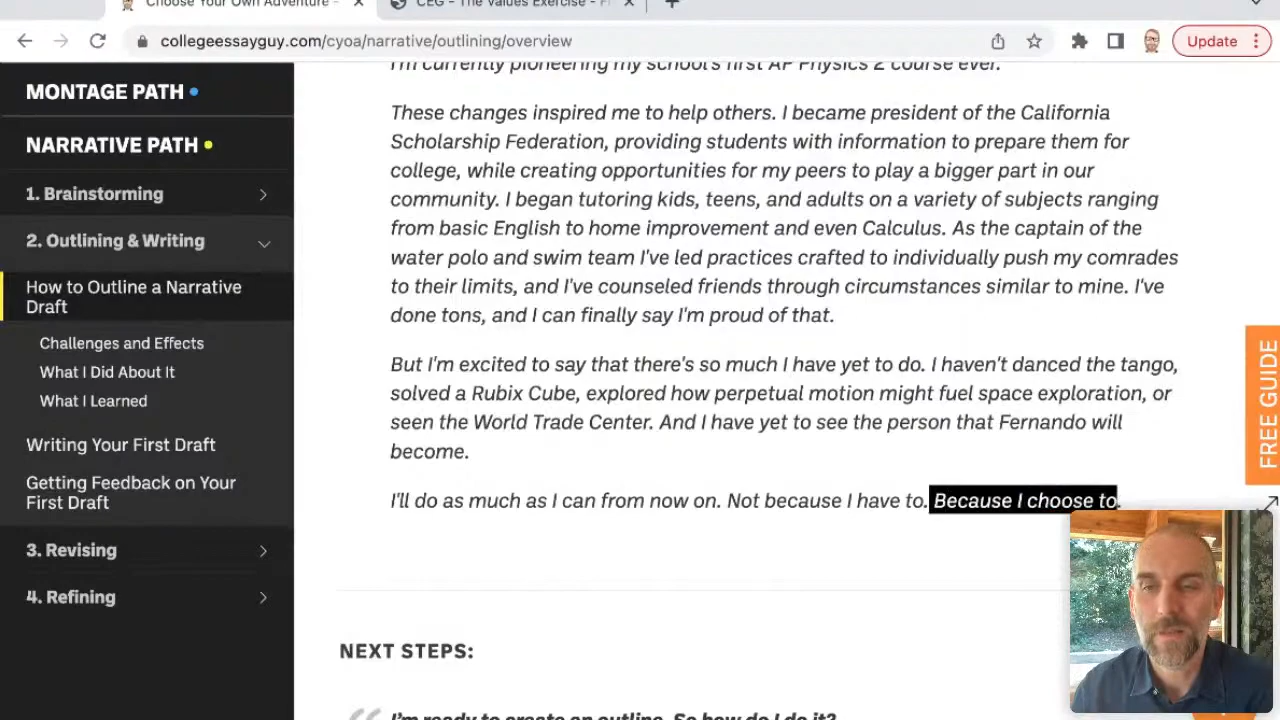 Choose Your Own Adventure -
CEG - The Values Exercise - F
collegeessayguy.com/cyoa/narrative/outlining/overview
Update
MONTAGE PATH
NARRATIVE PATH
1. Brainstorming
2. Outlining & Writing
How to Outline a Narrative
Draft
Challenges and Effects
What I Did About It
What I Learned
Writing Your First Draft
Getting Feedback on Your
First Draft
3. Revising
4. Refining
I'm currently pioneering my school's first AP Physics 2 course ever.
These changes inspired me to help others. I became president of the California
Scholarship Federation, providing students with information to prepare them for
college, while creating opportunities for my peers to play a bigger part in our
community. I began tutoring kids, teens, and adults on a variety of subjects ranging
from basic English to home improvement and even Calculus. As the captain of the
water polo and swim team I've led practices crafted to individually push my comrades
to their limits, and I've counseled friends through circumstances similar to mine. I've
done tons, and I can finally say I'm proud of that.
But I'm excited to say that there's so much I have yet to do. I haven't danced the tango,
solved a Rubix Cube, explored how perpetual motion might fuel space exploration, or
seen the World Trade Center. And I have yet to see the person that Fernando will
become.
I'll do as much as I can from now on. Not because I have to. Because I choose to.
NEXT STEPS:
I'm ready to create an outline. So how do I do it?
FREE GUIDE